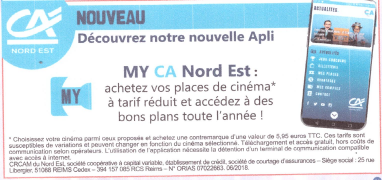 CA
NORD EST
NOUVEAU
Découvrez notre nouvelle Apli
ACTUALITÉS
MY
MY CA Nord Est :
achetez vos places de cinéma*
à tarif réduit et accédez à des
bons plans toute l'année !
* Choisissez votre cinéma parmi ceux proposés et achetez une contremarque d'une valeur de 5,95 euros TTC. Ces tarifs sont
susceptibles de variations et peuvent changer en fonction du cinéma sélectionné. Téléchargement et accès gratuit, hors coûts de
communication selon opérateurs. L'utilisation de l'application nécessite la détention d'un terminal de communication compatible
avec accès à internet.
CRCAM du Nord Est, société coopérative à capital variable, établissement de crédit, société de courtage d'assurances - Siège social : 25 rue
Libergier, 51088 REIMS Cedex - 394 157 085 RCS Reims - N° ORIAS 07022663. 06/2018.